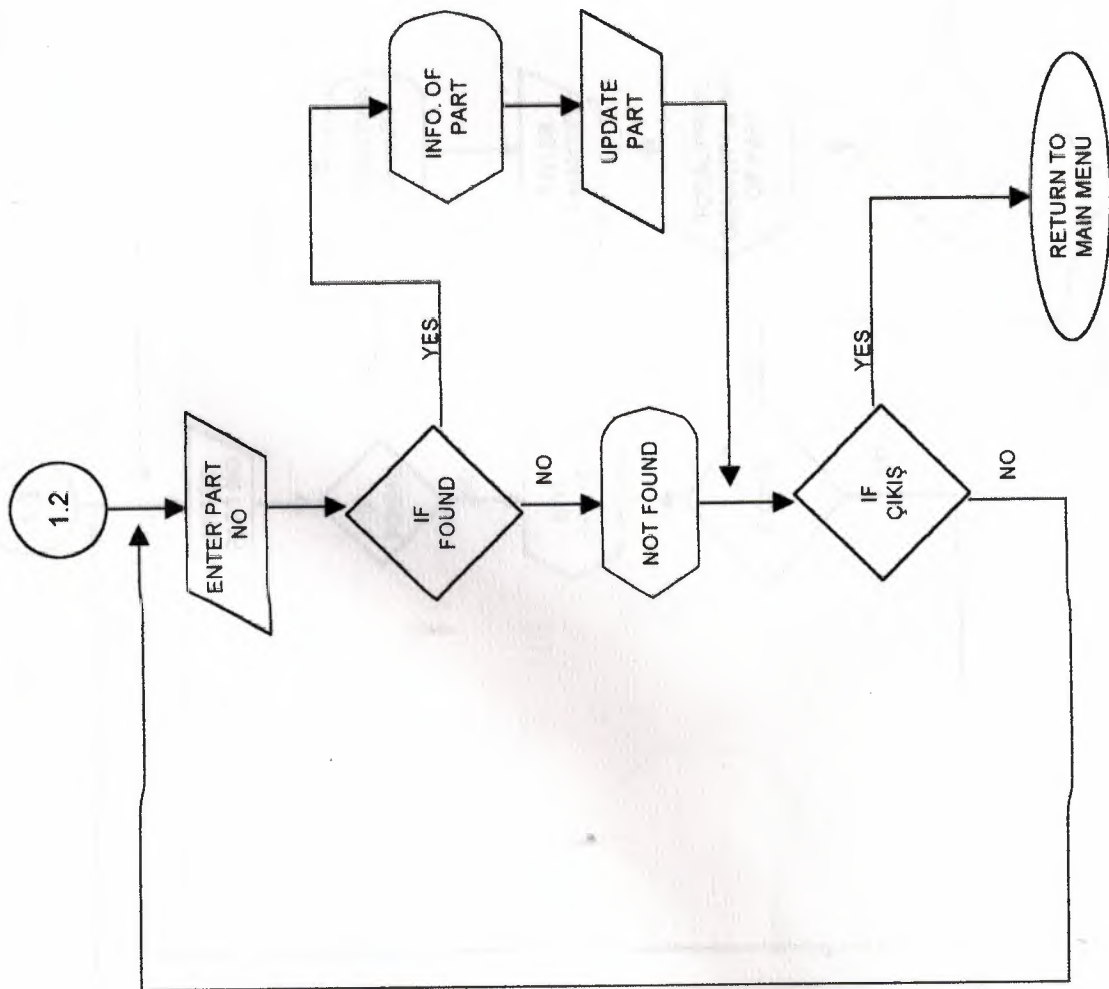 1.2
ENTER PART
NO
IF
FOUND
YES
INFO. OF
PART
UPDATE
PART
NO
NOT FOUND
IF
ÇIKIŞ
YES
RETURN TO
MAIN MENU
NO